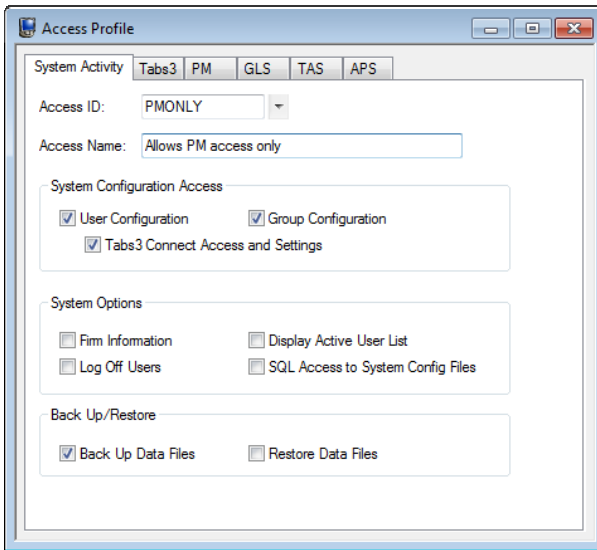 Access Profile
System Activity Tabs3 PM GLS TAS APS
Access ID: PMONLY
Access Name: Allows PM access only
System Configuration Access
User Configuration Group Configuration
Tabs3 Connect Access and Settings
System Options
Firm Information Display Active User List
Log Off Users SQL Access to System Config Files
Back Up/Restore
Back Up Data Files Restore Data Files